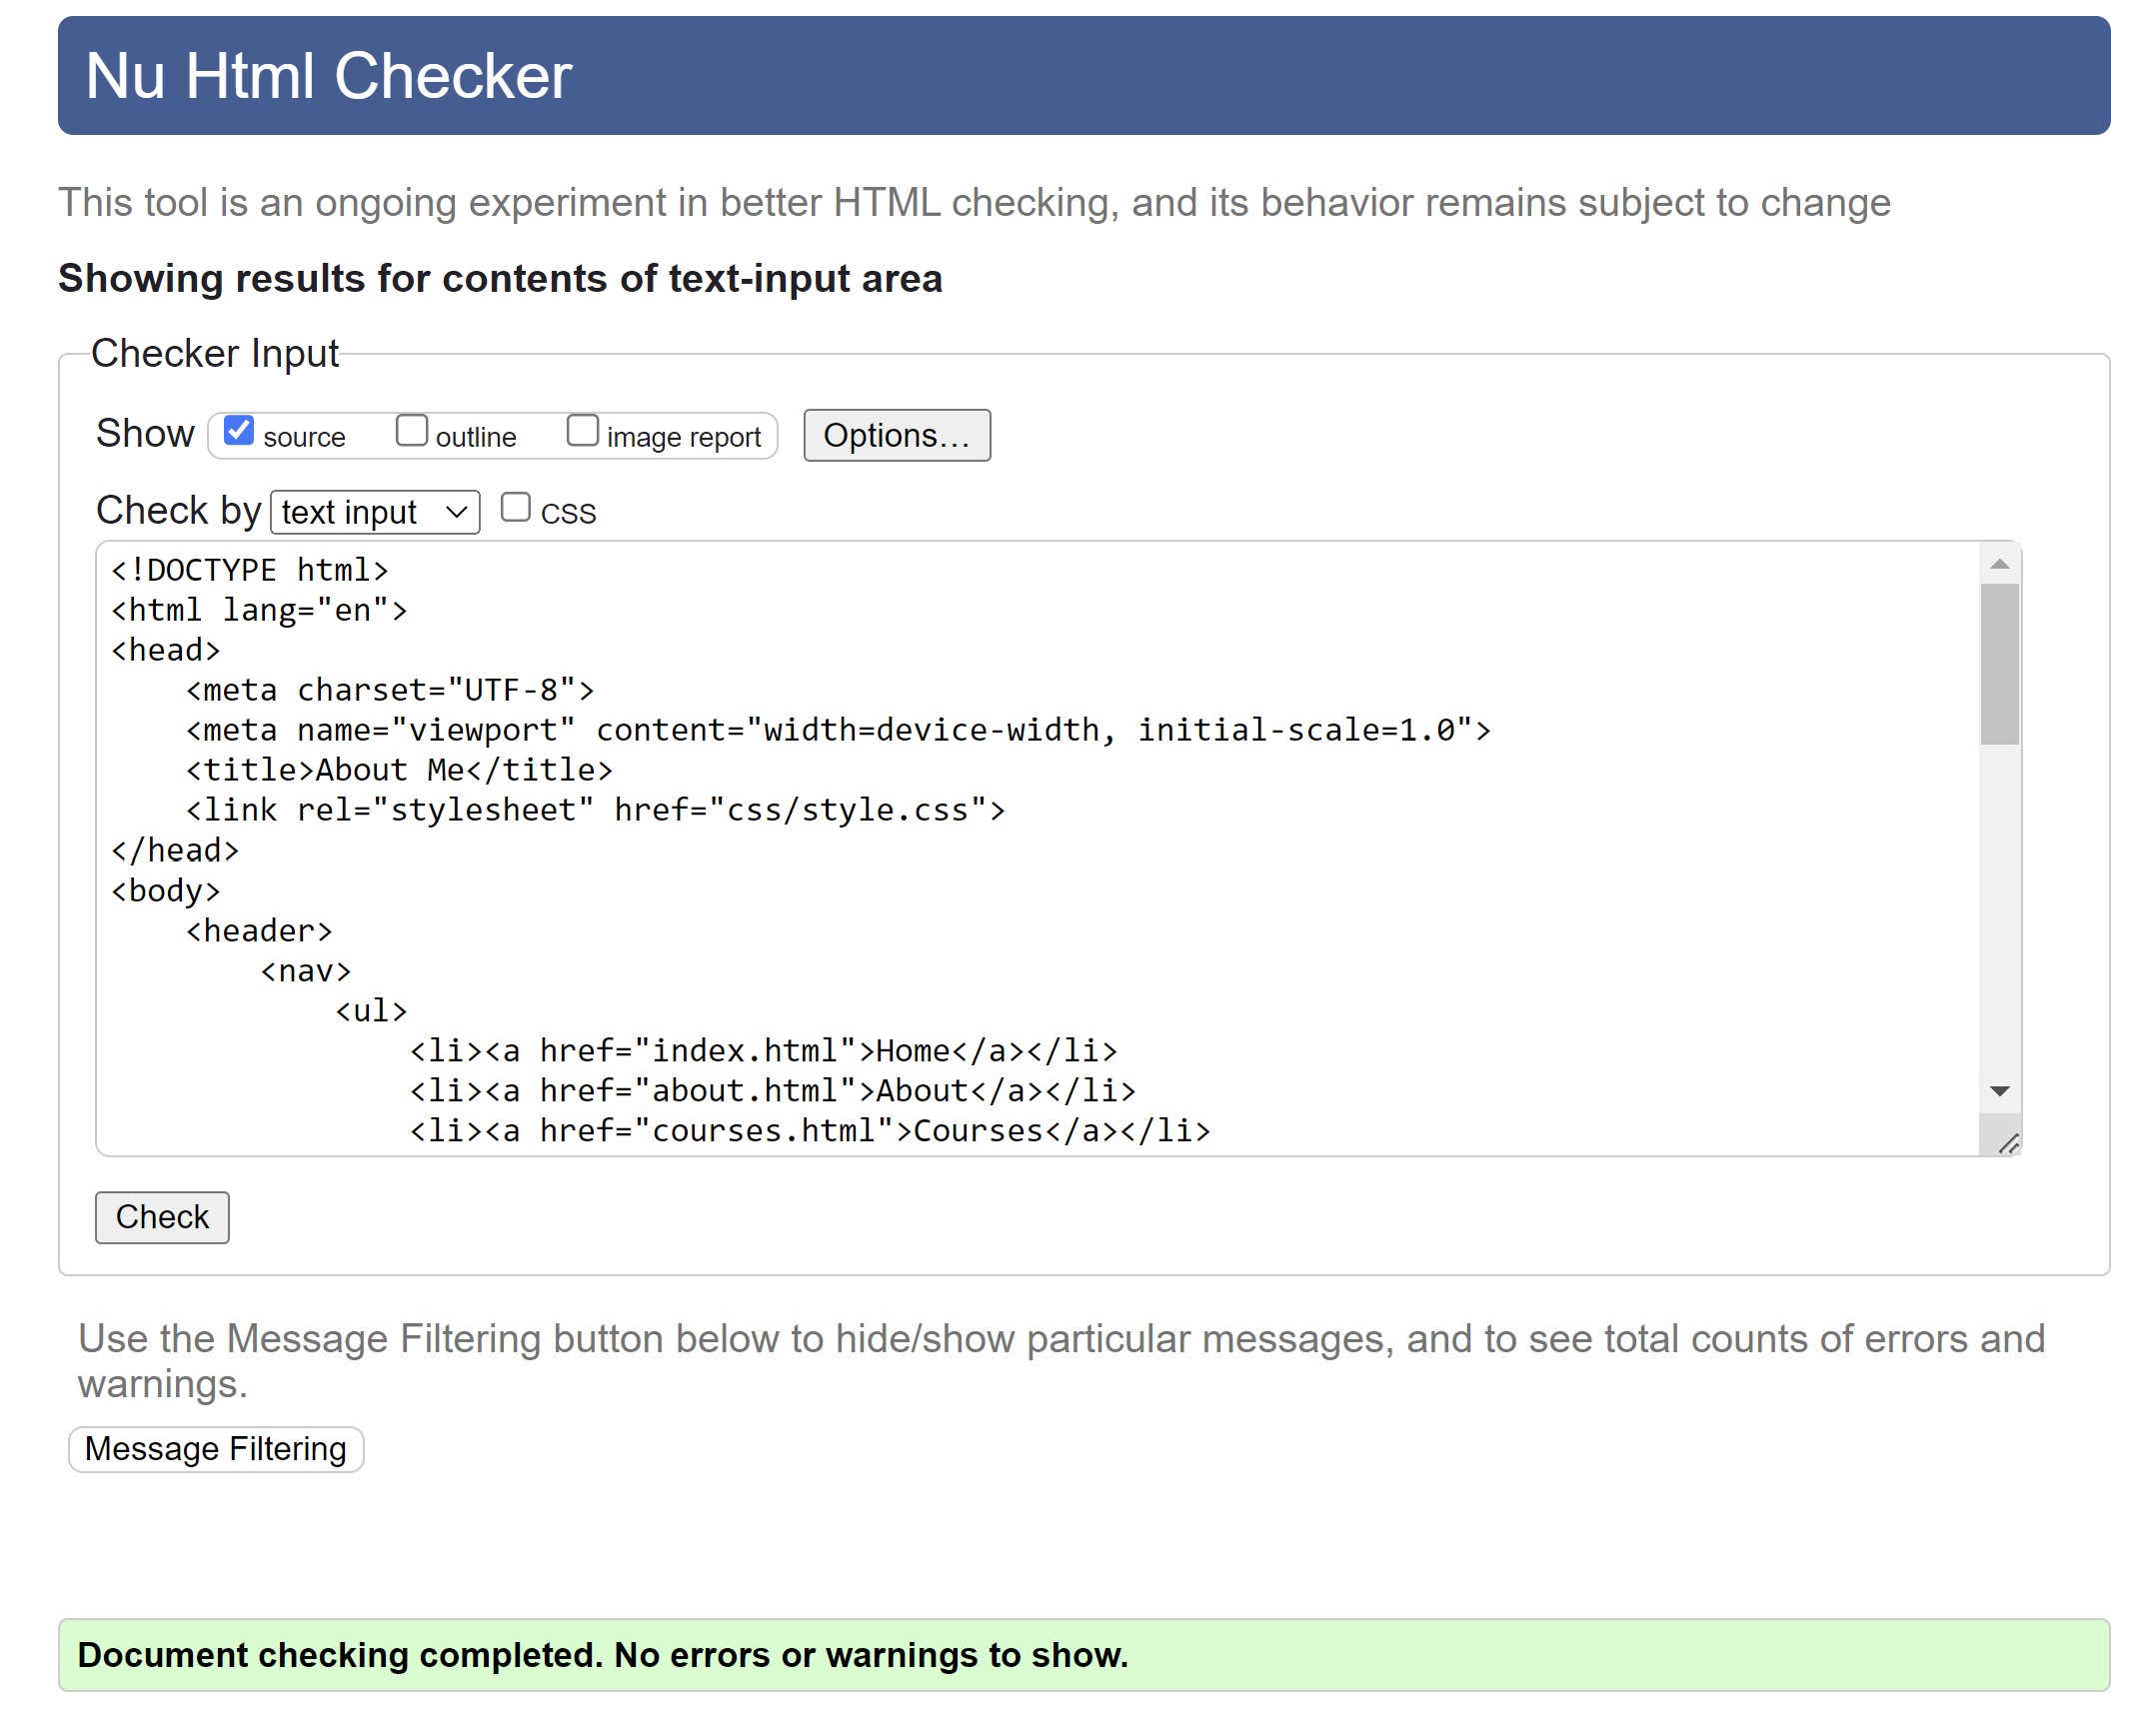 Nu Html Checker
This tool is an ongoing experiment in better HTML checking, and its behavior remains subject to change
Showing results for contents of text-input area
Checker Input
Show source outline image report Options...
Check by text input CSS
<!DOCTYPE html>
<html lang="en">
<head>
    <meta charset="UTF-8">
    <meta name="viewport" content="width=device-width, initial-scale=1.0">
    <title>About Me</title>
    <link rel="stylesheet" href="css/style.css">
</head>
<body>
    <header>
        <nav>
            <ul>
                <li><a href="index.html">Home</a></li>
                <li><a href="about.html">About</a></li>
                <li><a href="courses.html">Courses</a></li>
Check
Use the Message Filtering button below to hide/show particular messages, and to see total counts of errors and
warnings.
Message Filtering
Document checking completed. No errors or warnings to show.